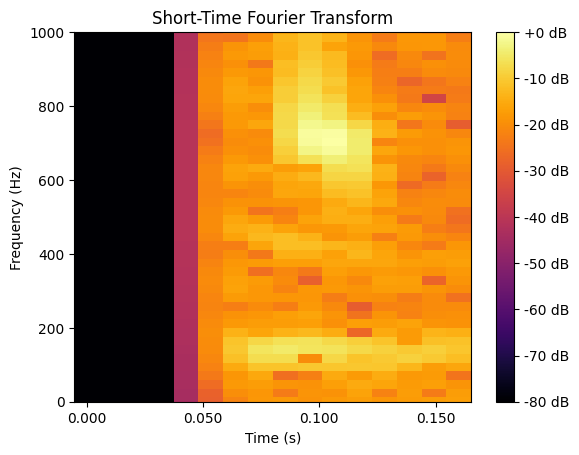 Short-Time Fourier Transform
Frequency (Hz)
1000
800
600
400
200
0
0.000
0.050
0.100
0.150
Time (s)
+0 dB
-10 dB
-20 dB
-30 dB
-40 dB
-50 dB
-60 dB
-70 dB
-80 dB